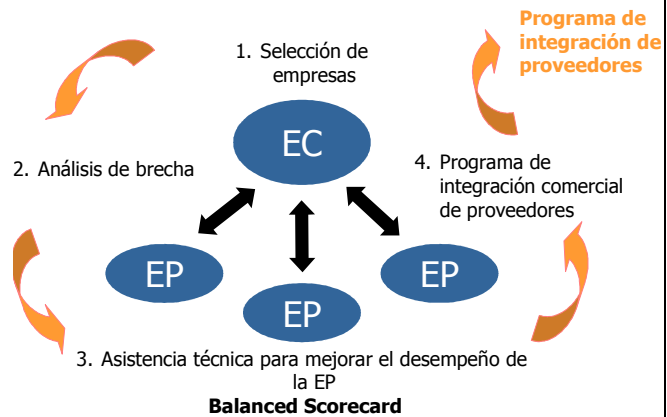 Programa de
integración de
proveedores
1. Selección de
empresas
EC
2. Análisis de brecha
4. Programa de
integración comercial
de proveedores
EP
EP
EP
3. Asistencia técnica para mejorar el desempeño de
la EP
Balanced Scorecard